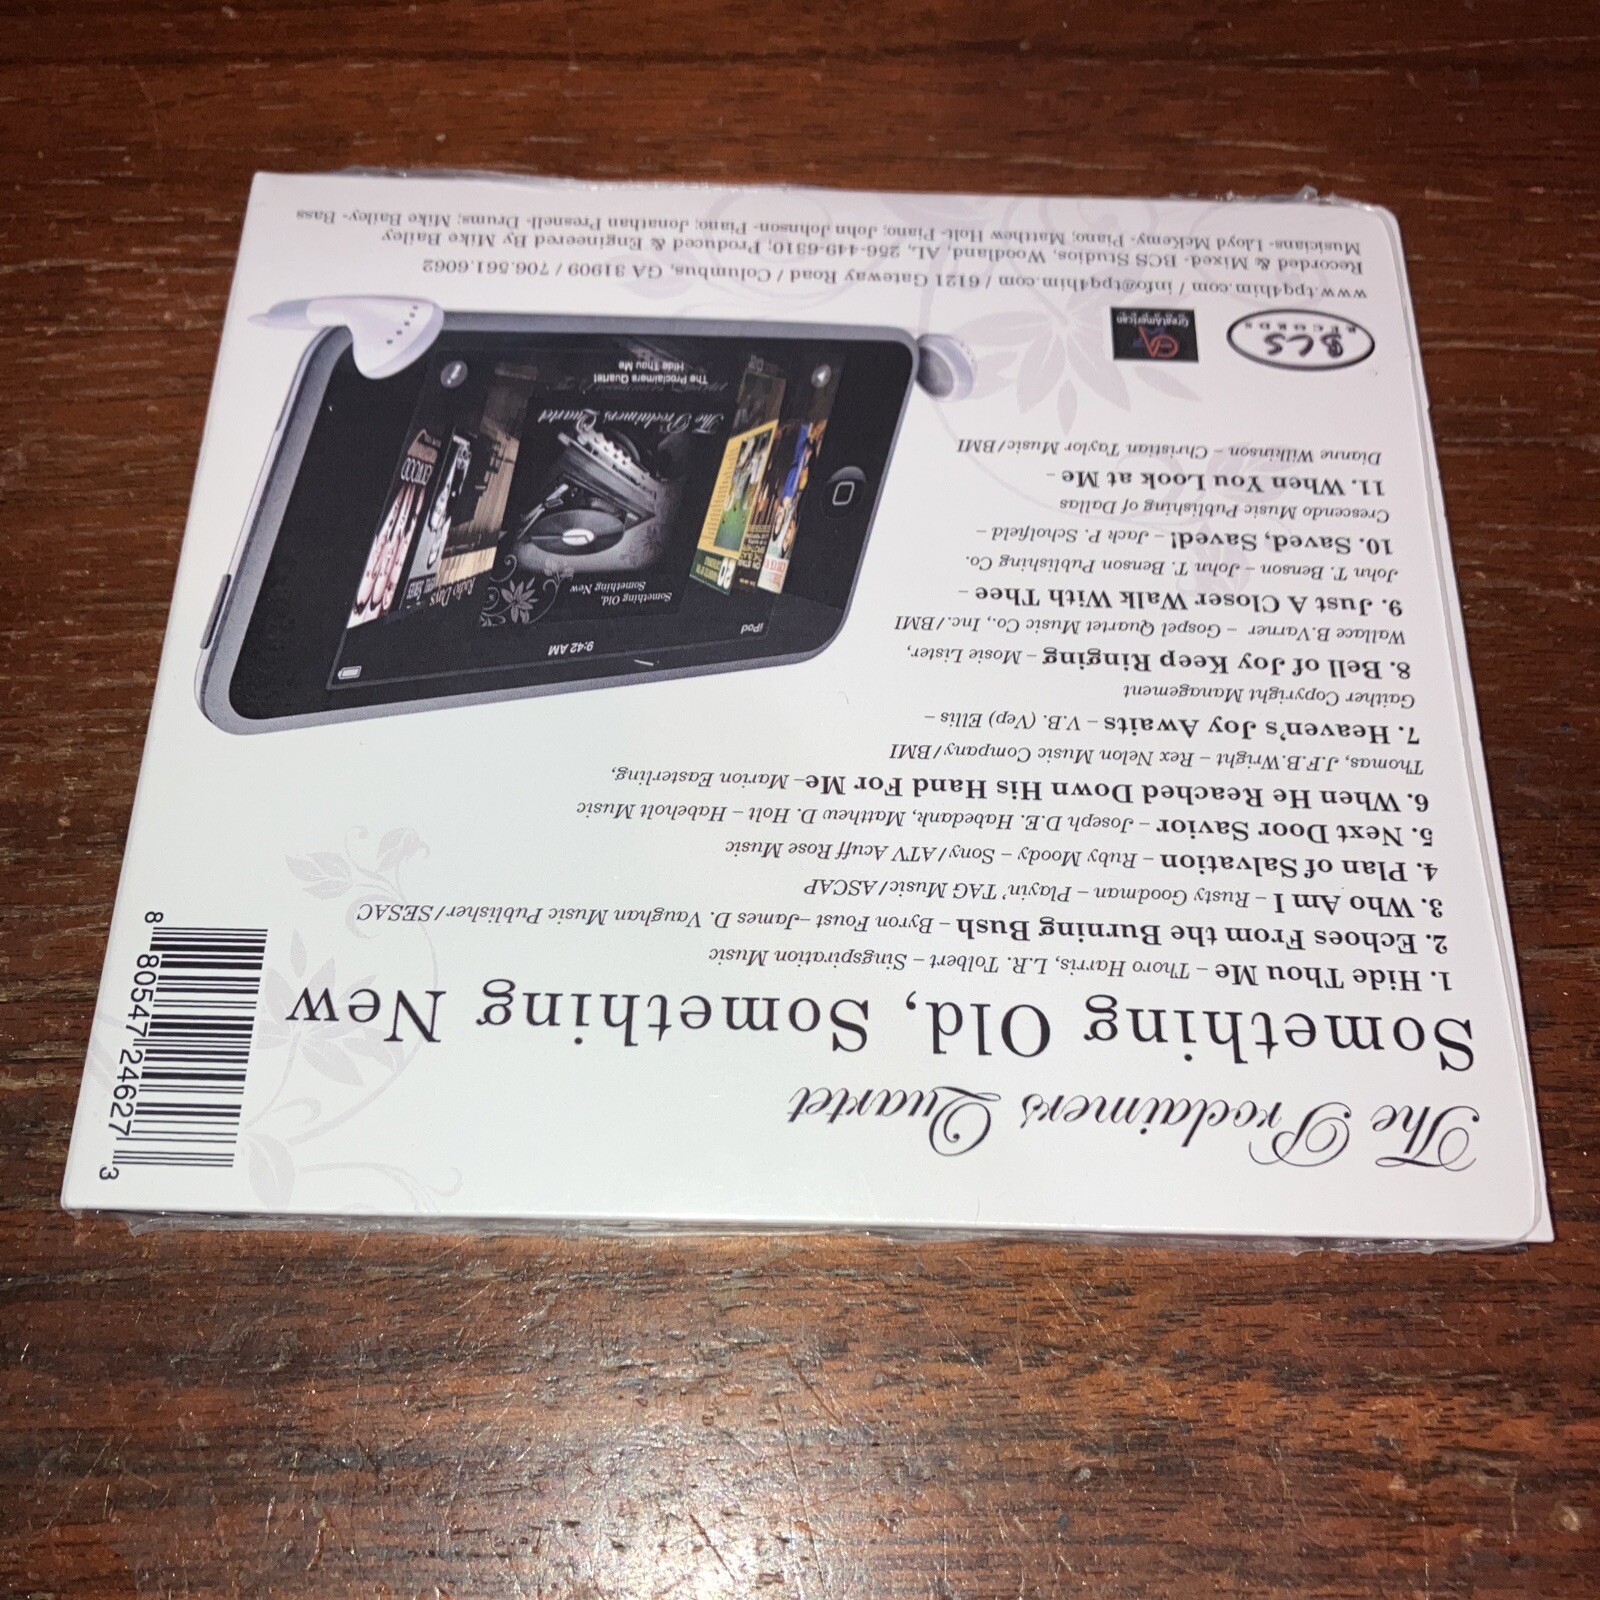 The Proclaimers Quartet
Something Old, Something New
1. Hide Thou Me – Thoro Harris, L.R. Tolbert – Singspiration Music
2. Echoes From the Burning Bush – Byron Foust –James D. Vaughan Music Publisher/SESAC
3. Who Am I – Rusty Goodman – Playin' TAG Music/ASCAP
4. Plan of Salvation – Ruby Moody – Sony/ATV Acuff Rose Music
5. Next Door Savior – Joseph D.E. Habedank, Matthew D. Holt – Habeholt Music
6. When He Reached Down His Hand For Me– Marion Easterling,
Thomas, J.F.B.Wright – Rex Nelon Music Company/BMI
7. Heaven's Joy Awaits – V.B. (Vep) Ellis –
Gaither Copyright Management
8. Bell of Joy Keep Ringing – Mosie Lister,
Wallace B.Varner – Gospel Quartet Music Co., Inc./BMI
9. Just A Closer Walk With Thee –
John T. Benson – John T. Benson Publishing Co.
10. Saved, Saved! – Jack P. Scholfield –
Crescendo Music Publishing of Dallas
11. When You Look at Me –
Dianne Wilkinson – Christian Taylor Music/BMI
iPod
9:42 AM
Something Old,
Something New
The Proclaimers Quartet
Radio Days
The Proclaimers Quartet
Hide Thou Me
BCS
RECORDS
GA
GreatAmerican
www.tpq4him.com / info@tpq4him.com / 6121 Gateway Road / Columbus, GA 31909 / 706.561.6062
Recorded & Mixed- BCS Studios, Woodland, AL, 256-449-6310; Produced & Engineered By Mike Bailey
Musicians- Lloyd McKemy- Piano; Matthew Holt- Piano; John Johnson- Piano; Jonathan Presnell- Drums; Mike Bailey- Bass
8 80547 24627 3